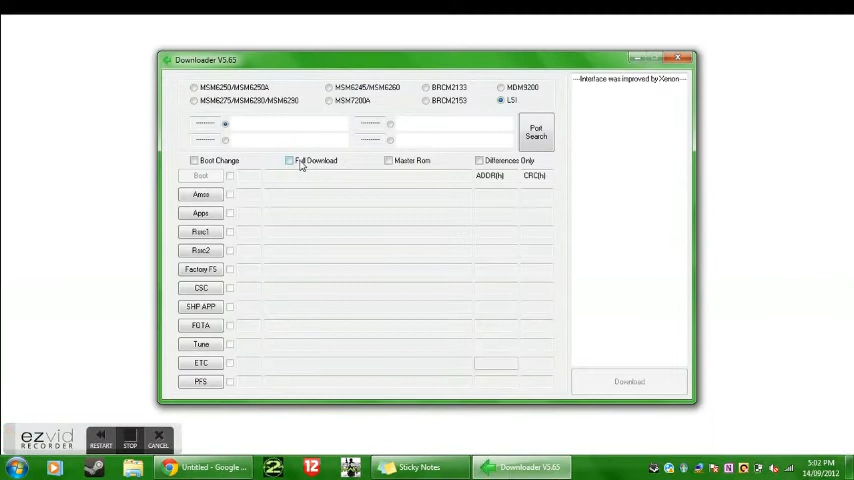 Downloader V5.65
MSM6250/MSM6250A MSM6245/MSM6260 BRCM2133 MDM9200
MSM6275/MSM6280/MSM6290 MSM7200A BRCM2153 LSI
---Interface was improved by Xenon---
Port
Search
Boot Change Full Download Master Rom Differences Only
Boot ADDR(h) CRC(h)
Amss
Apps
Rsrc1
Rsrc2
Factory FS
CSC
SHP APP
FOTA
Tune
ETC
PFS
Download
ezvid
RECORDER
RESTART STOP CANCEL
Untitled - Google ... 2 12 Sticky Notes Downloader V5.65
5:02 PM
14/09/2012